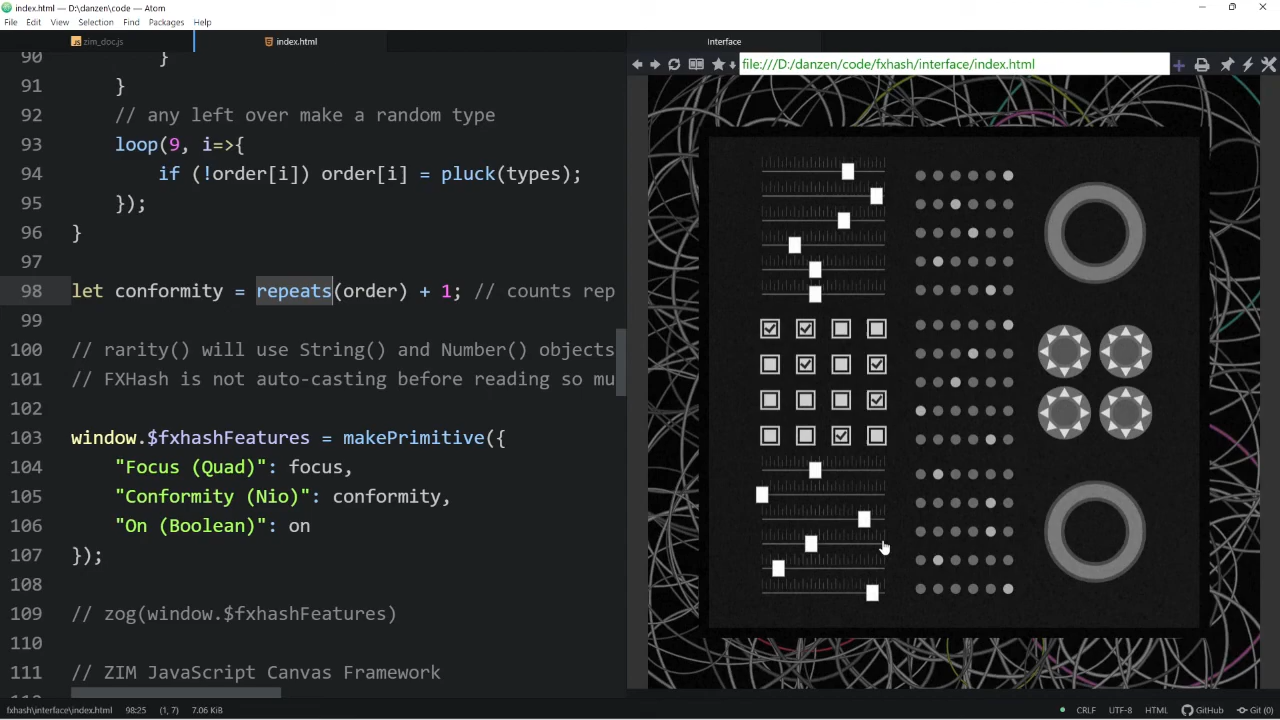 index.html — D:\danzen\code — Atom
File Edit View Selection Find Packages Help
zim_doc.js index.html Interface
file:///D:/danzen/code/fxhash/interface/index.html
90 }
91 }
92 // any left over make a random type
93 loop(9, i=>{
94 if (!order[i]) order[i] = pluck(types);
95 });
96 }
97
98 let conformity = repeats(order) + 1; // counts rep
99
100 // rarity() will use String() and Number() objects
101 // FXHash is not auto-casting before reading so mu
102
103 window.$fxhashFeatures = makePrimitive({
104 "Focus (Quad)": focus,
105 "Conformity (Nio)": conformity,
106 "On (Boolean)": on
107 });
108
109 // zog(window.$fxhashFeatures)
110
111 // ZIM JavaScript Canvas Framework
fxhash\interface\index.html 98:25 (1, 7) 7.06 KiB CRLF UTF-8 HTML GitHub Git (0)